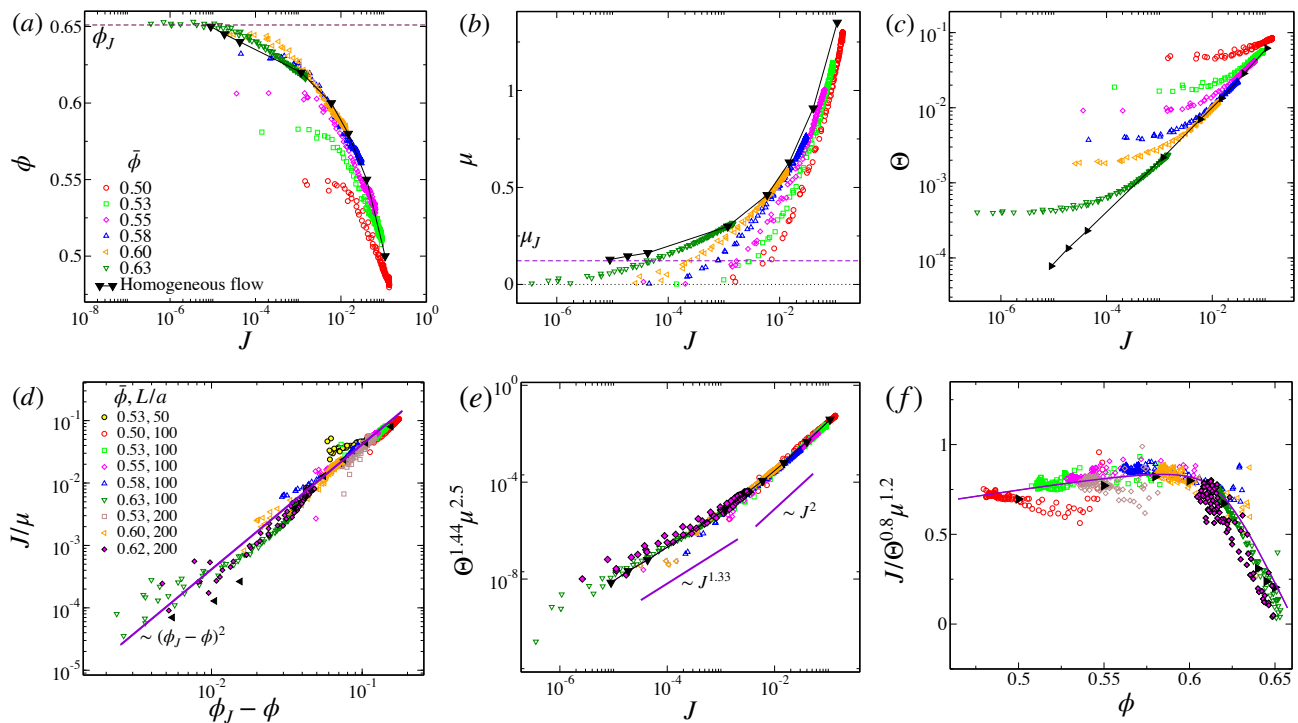 (a)
ϕ_J
ϕ
0.65
0.6
0.55
0.5
ϕ̄
0.50
0.53
0.55
0.58
0.60
0.63
Homogeneous flow
10^-8 10^-6 10^-4 10^-2 10^0
J
(b)
μ
1
0.5
0
μ_J
10^-6 10^-4 10^-2
J
(c)
Θ
10^-1
10^-2
10^-3
10^-4
10^-6 10^-4 10^-2
J
(d)
J/μ
10^-1
10^-2
10^-3
10^-4
10^-5
ϕ̄, L/a
0.53, 50
0.50, 100
0.53, 100
0.55, 100
0.58, 100
0.63, 100
0.53, 200
0.60, 200
0.62, 200
~ (ϕ_J − ϕ)^2
10^-2 10^-1
ϕ_J − ϕ
(e)
Θ^1.44 μ^2.5
10^0
10^-4
10^-8
~ J^2
~ J^1.33
10^-6 10^-4 10^-2
J
(f)
J/Θ^0.8 μ^1.2
1.2
1
0.5
0
0.5 0.55 0.6 0.65
ϕ